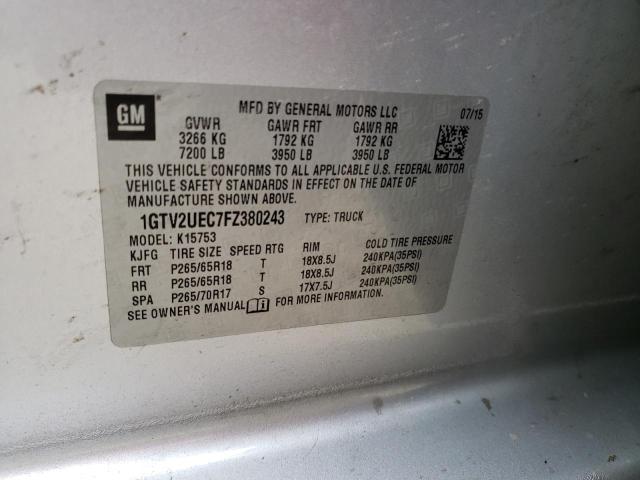 GM
MFD BY GENERAL MOTORS LLC 07/15
GVWR GAWR FRT GAWR RR
3266 KG 1792 KG 1792 KG
7200 LB 3950 LB 3950 LB
THIS VEHICLE CONFORMS TO ALL APPLICABLE U.S. FEDERAL MOTOR
VEHICLE SAFETY STANDARDS IN EFFECT ON THE DATE OF
MANUFACTURE SHOWN ABOVE.
1GTV2UEC7FZ380243 TYPE: TRUCK
MODEL: K15753
KJFG TIRE SIZE SPEED RTG RIM COLD TIRE PRESSURE
FRT P265/65R18 T 18X8.5J 240KPA(35PSI)
RR P265/65R18 T 18X8.5J 240KPA(35PSI)
SPA P265/70R17 S 17X7.5J 240KPA(35PSI)
SEE OWNER'S MANUAL FOR MORE INFORMATION.